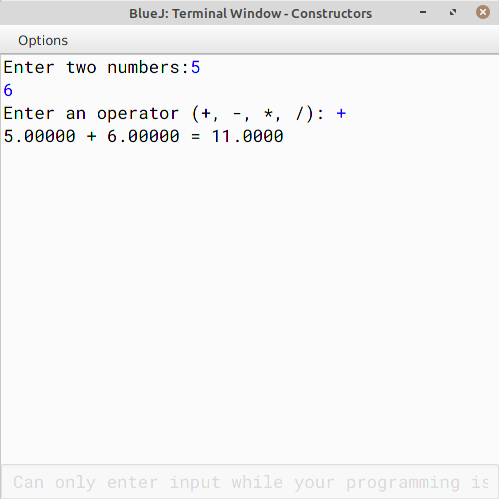 BlueJ: Terminal Window - Constructors
Options
Enter two numbers:5
6
Enter an operator (+, -, *, /): +
5.00000 + 6.00000 = 11.0000
Can only enter input while your programming is